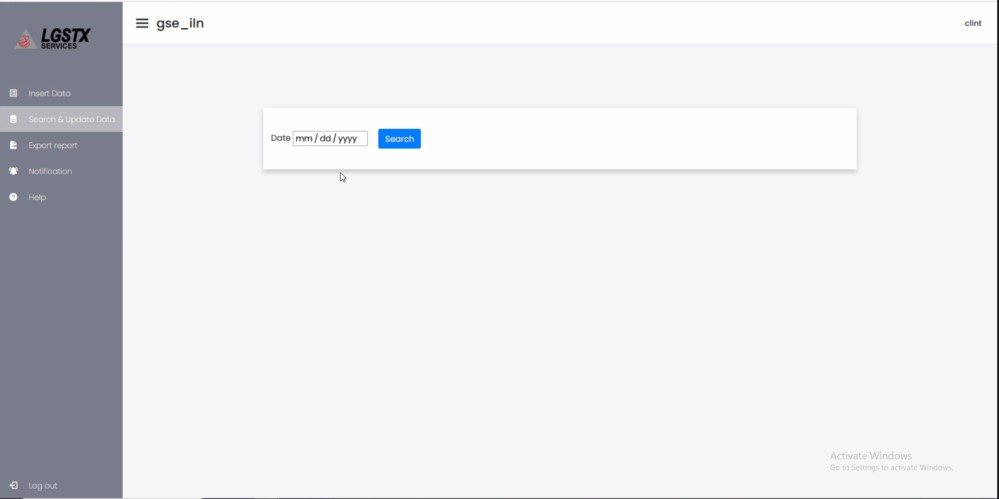 LGSTX
SERVICES
gse_iln
clint
Insert Data
Search & Update Data
Export report
Notification
Help
Date mm / dd / yyyy Search
Activate Windows
Go to Settings to activate Windows.
Log out